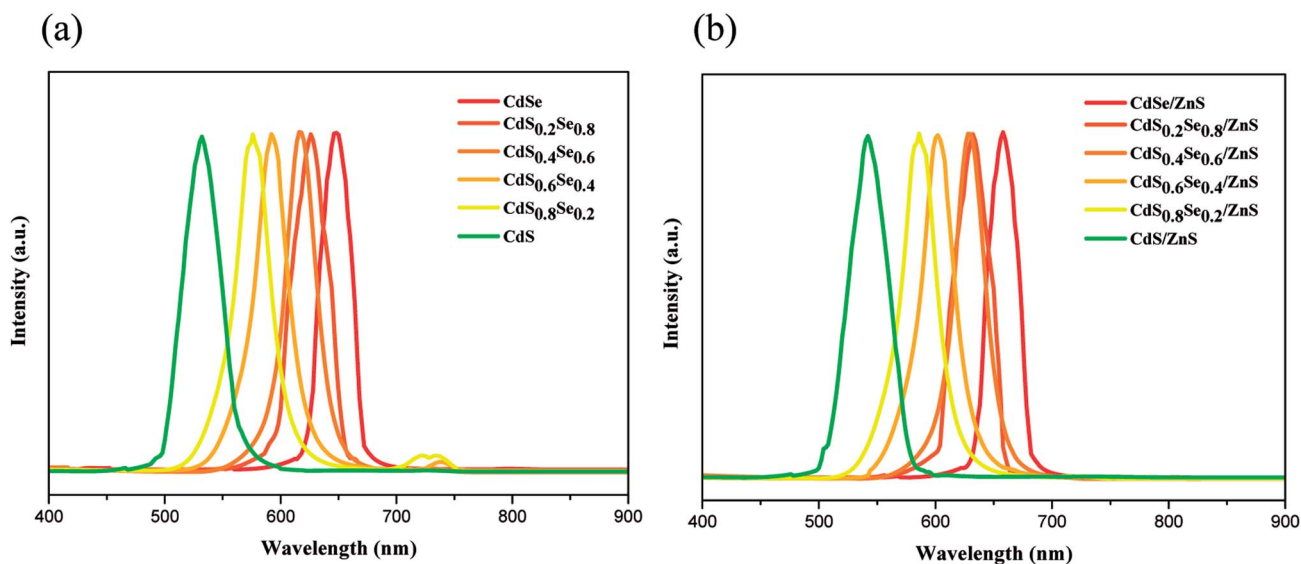 (a)
CdSe
CdS0.2Se0.8
CdS0.4Se0.6
CdS0.6Se0.4
CdS0.8Se0.2
CdS
Intensity (a.u.)
400 500 600 700 800 900
Wavelength (nm)
(b)
CdSe/ZnS
CdS0.2Se0.8/ZnS
CdS0.4Se0.6/ZnS
CdS0.6Se0.4/ZnS
CdS0.8Se0.2/ZnS
CdS/ZnS
Intensity (a.u.)
400 500 600 700 800 900
Wavelength (nm)